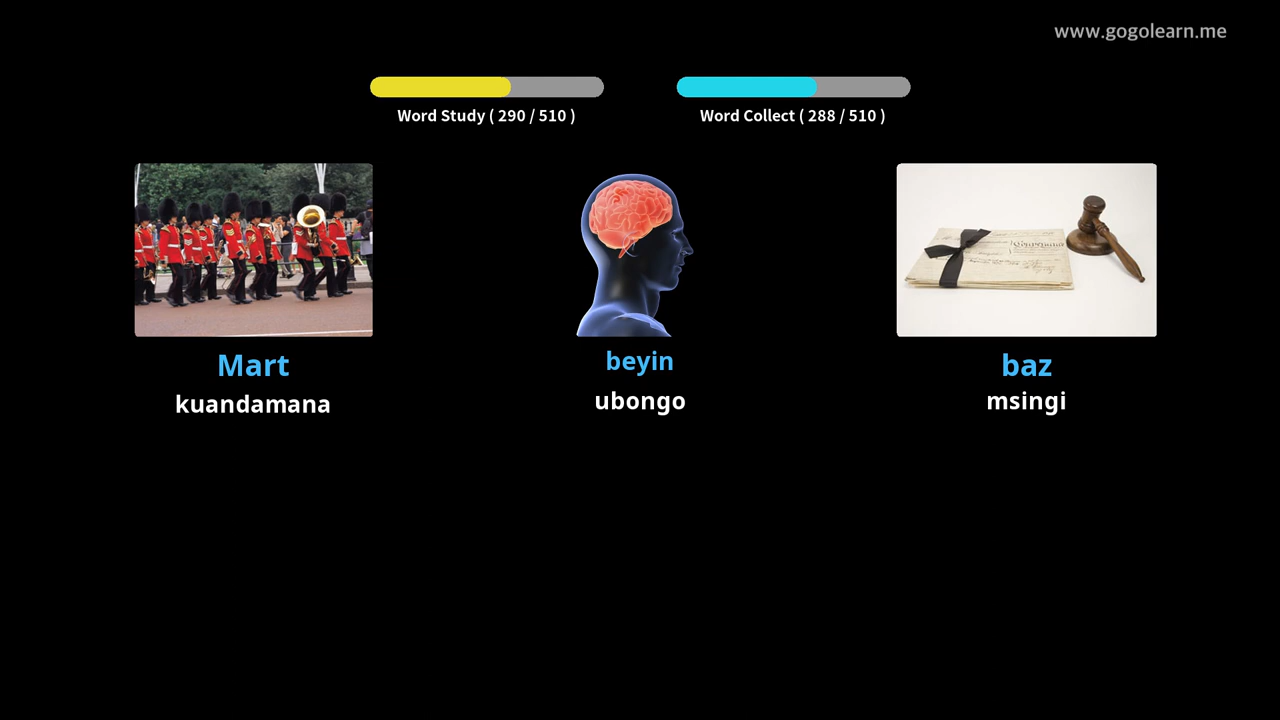 www.gogolearn.me
Word Study ( 290 / 510 )
Word Collect ( 288 / 510 )
Mart
kuandamana
beyin
ubongo
baz
msingi